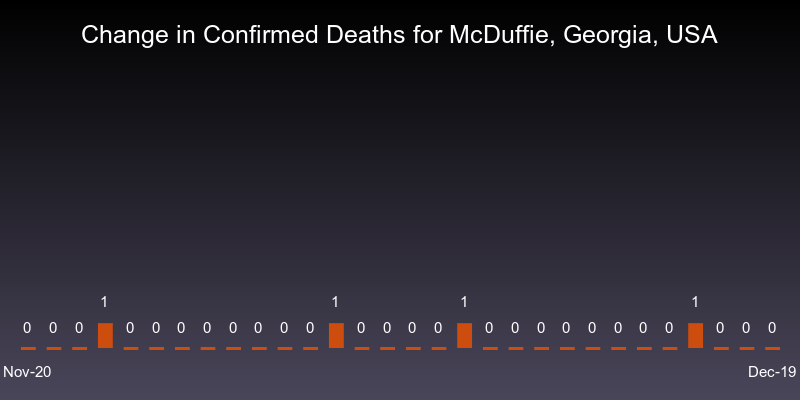 Change in Confirmed Deaths for McDuffie, Georgia, USA
1 1 1 1
0 0 0 0 0 0 0 0 0 0 0 0 0 0 0 0 0 0 0 0 0 0 0 0 0 0
Nov-20 Dec-19